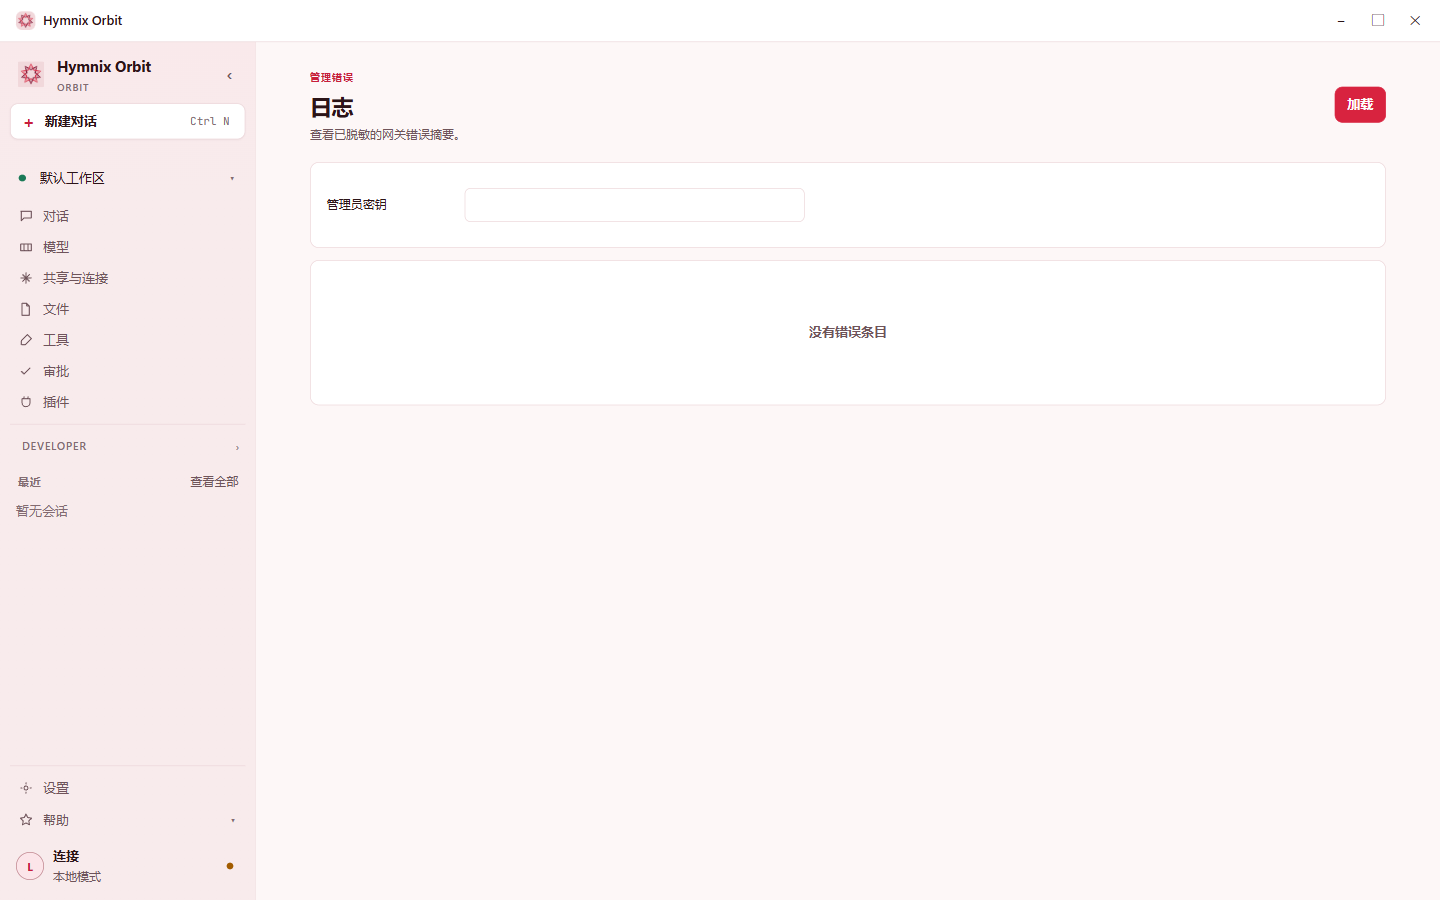 Hymnix Orbit
Hymnix Orbit
ORBIT
新建对话 Ctrl N
默认工作区
对话
模型
共享与连接
文件
工具
审批
插件
DEVELOPER
最近 查看全部
暂无会话
设置
帮助
L
连接
本地模式
管理错误
日志
查看已脱敏的网关错误摘要。
加载
管理员密钥
没有错误条目